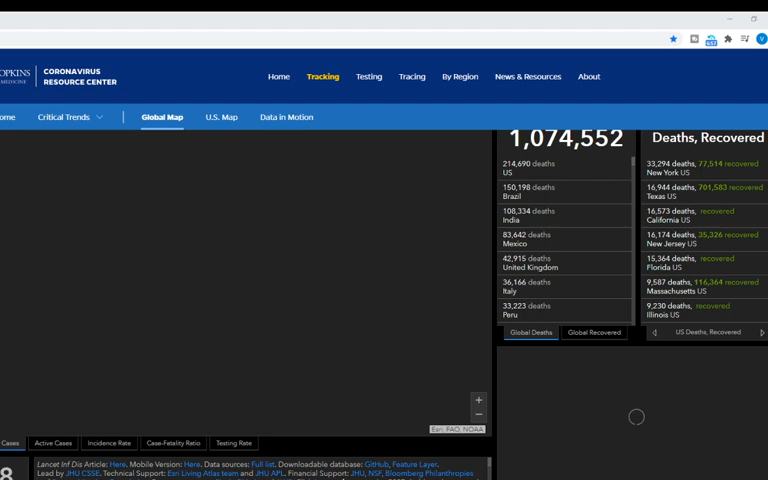 OPKINS
MEDICINE
CORONAVIRUS
RESOURCE CENTER
Home Tracking Testing Tracing By Region News & Resources About
ome Critical Trends Global Map U.S. Map Data in Motion
1,074,552
214,690 deaths
US
150,198 deaths
Brazil
108,334 deaths
India
83,642 deaths
Mexico
42,915 deaths
United Kingdom
36,166 deaths
Italy
33,223 deaths
Peru
Global Deaths Global Recovered
Deaths, Recovered
33,294 deaths, 77,514 recovered
New York US
16,944 deaths, 701,583 recovered
Texas US
16,573 deaths, recovered
California US
16,174 deaths, 35,326 recovered
New Jersey US
15,364 deaths, recovered
Florida US
9,587 deaths, 116,364 recovered
Massachusetts US
9,230 deaths, recovered
Illinois US
US Deaths, Recovered
+
−
Esri, FAO, NOAA
Cases Active Cases Incidence Rate Case-Fatality Ratio Testing Rate
8
Lancet Inf Dis Article: Here. Mobile Version: Here. Data sources: Full list. Downloadable database: GitHub, Feature Layer.
Lead by JHU CSSE. Technical Support: Esri Living Atlas team and JHU APL. Financial Support: JHU, NSF, Bloomberg Philanthropies